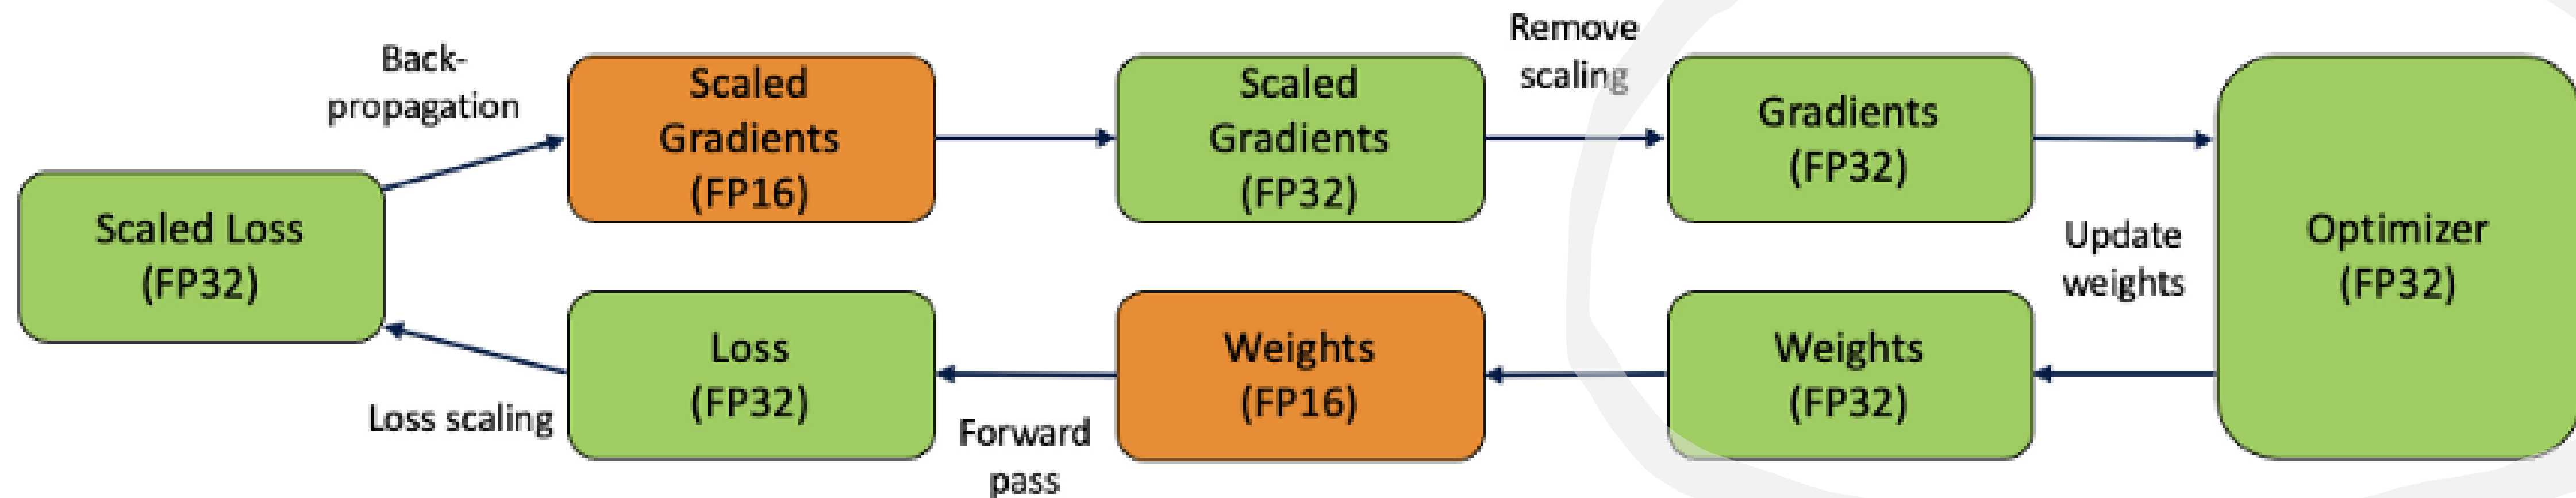 Back-
propagation
Scaled
Gradients
(FP16)
Scaled
Gradients
(FP32)
Remove
scaling
Gradients
(FP32)
Optimizer
(FP32)
Update
weights
Scaled Loss
(FP32)
Loss scaling
Loss
(FP32)
Forward
pass
Weights
(FP16)
Weights
(FP32)